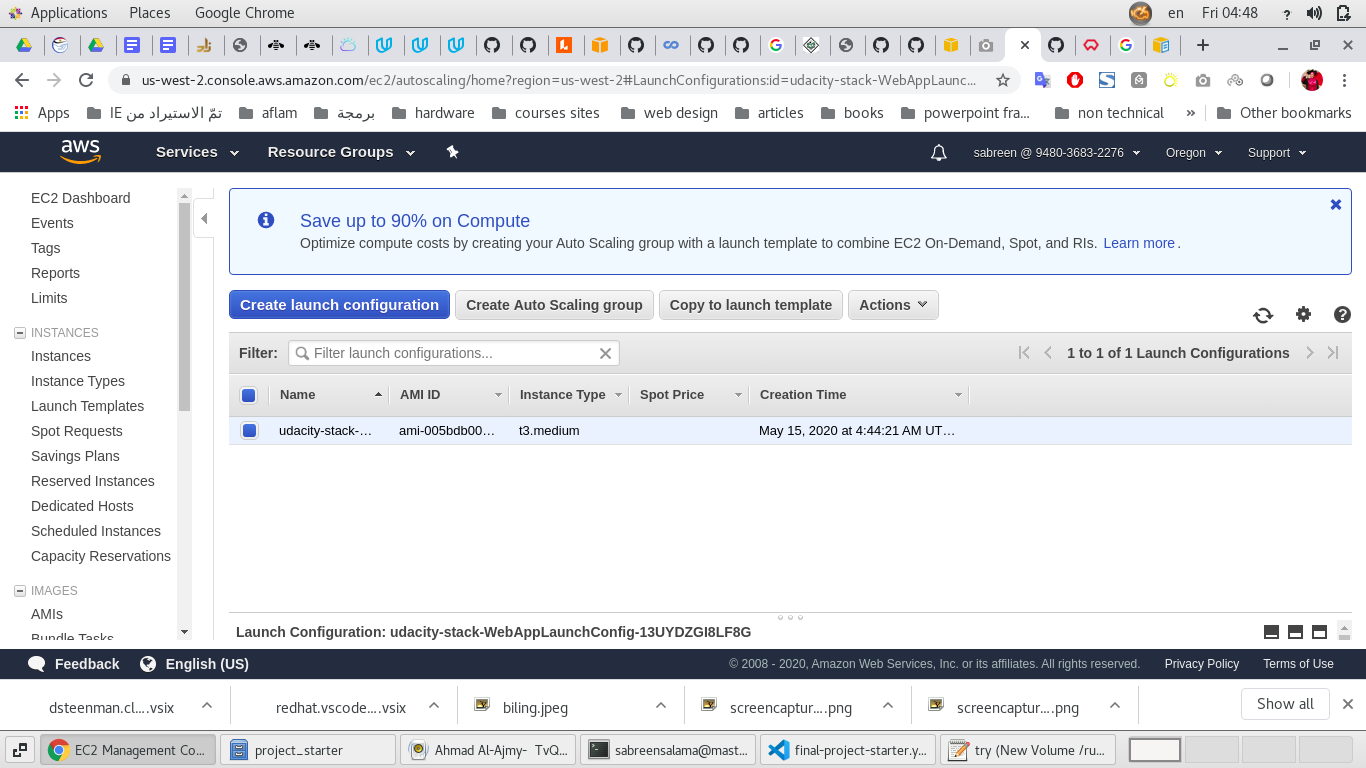 Applications Places Google Chrome en Fri 04:48 ?
us-west-2.console.aws.amazon.com/ec2/autoscaling/home?region=us-west-2#LaunchConfigurations:id=udacity-stack-WebAppLaunc...
Apps تمّ الاستيراد من IE aflam برمجة hardware courses sites web design articles books powerpoint fra... non technical » Other bookmarks
aws Services Resource Groups sabreen @ 9480-3683-2276 Oregon Support
EC2 Dashboard
Events
Tags
Reports
Limits
INSTANCES
Instances
Instance Types
Launch Templates
Spot Requests
Savings Plans
Reserved Instances
Dedicated Hosts
Scheduled Instances
Capacity Reservations
IMAGES
AMIs
Bundle Tasks
Save up to 90% on Compute
Optimize compute costs by creating your Auto Scaling group with a launch template to combine EC2 On-Demand, Spot, and RIs. Learn more.
Create launch configuration Create Auto Scaling group Copy to launch template Actions
Filter: Filter launch configurations... 1 to 1 of 1 Launch Configurations
Name AMI ID Instance Type Spot Price Creation Time
udacity-stack-... ami-005bdb00... t3.medium May 15, 2020 at 4:44:21 AM UT...
Launch Configuration: udacity-stack-WebAppLaunchConfig-13UYDZGI8LF8G
Feedback English (US) © 2008 - 2020, Amazon Web Services, Inc. or its affiliates. All rights reserved. Privacy Policy Terms of Use
dsteenman.cl....vsix redhat.vscode....vsix biling.jpeg screencaptur....png screencaptur....png Show all
EC2 Management Co... project_starter Ahmad Al-Ajmy- TvQ... sabreensalama@mast... final-project-starter.y... try (New Volume /ru...